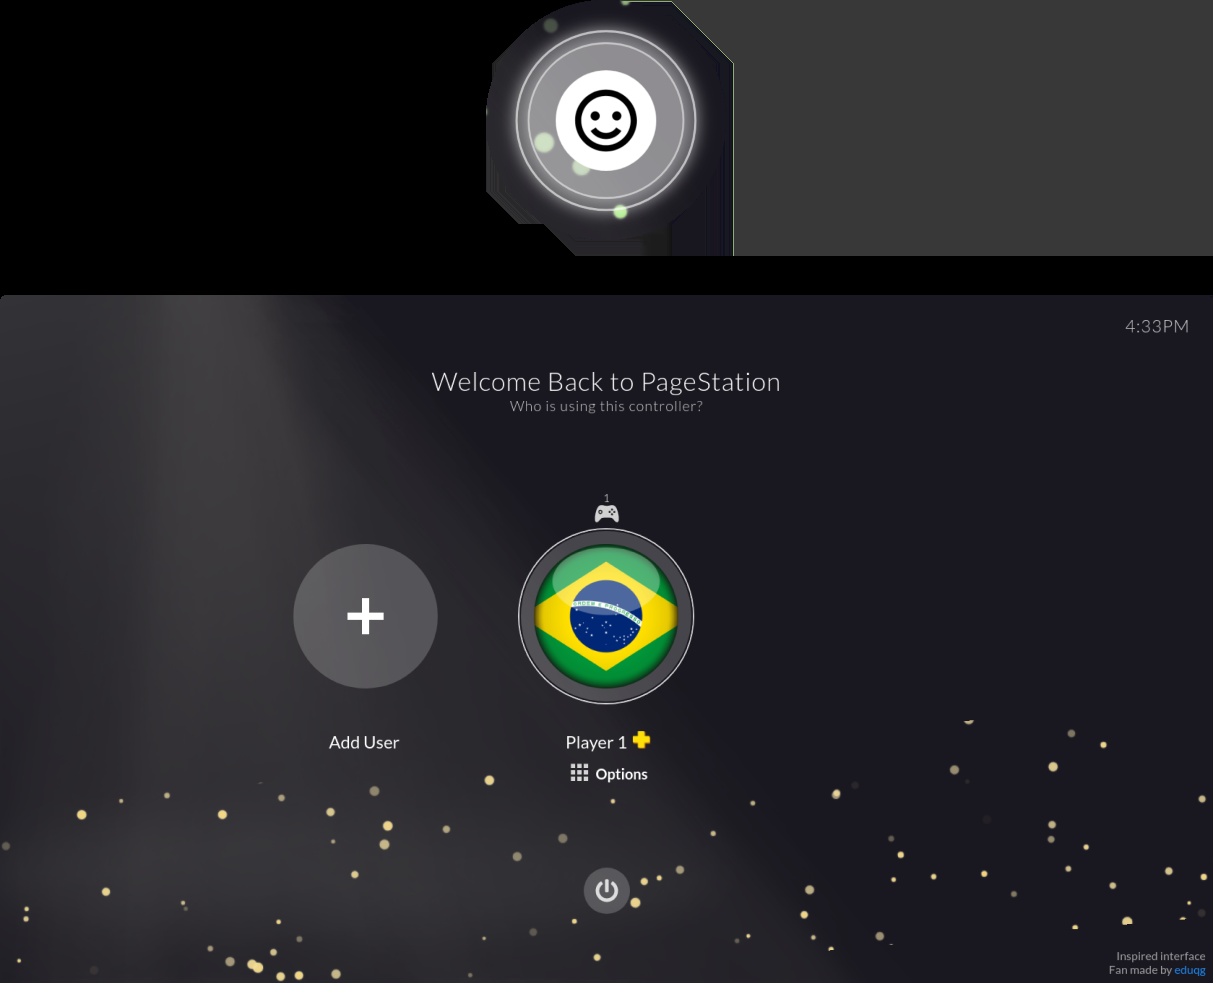 4:33PM
Welcome Back to PageStation
Who is using this controller?
1
Add User
Player 1
Options
Inspired interface
Fan made by eduqg